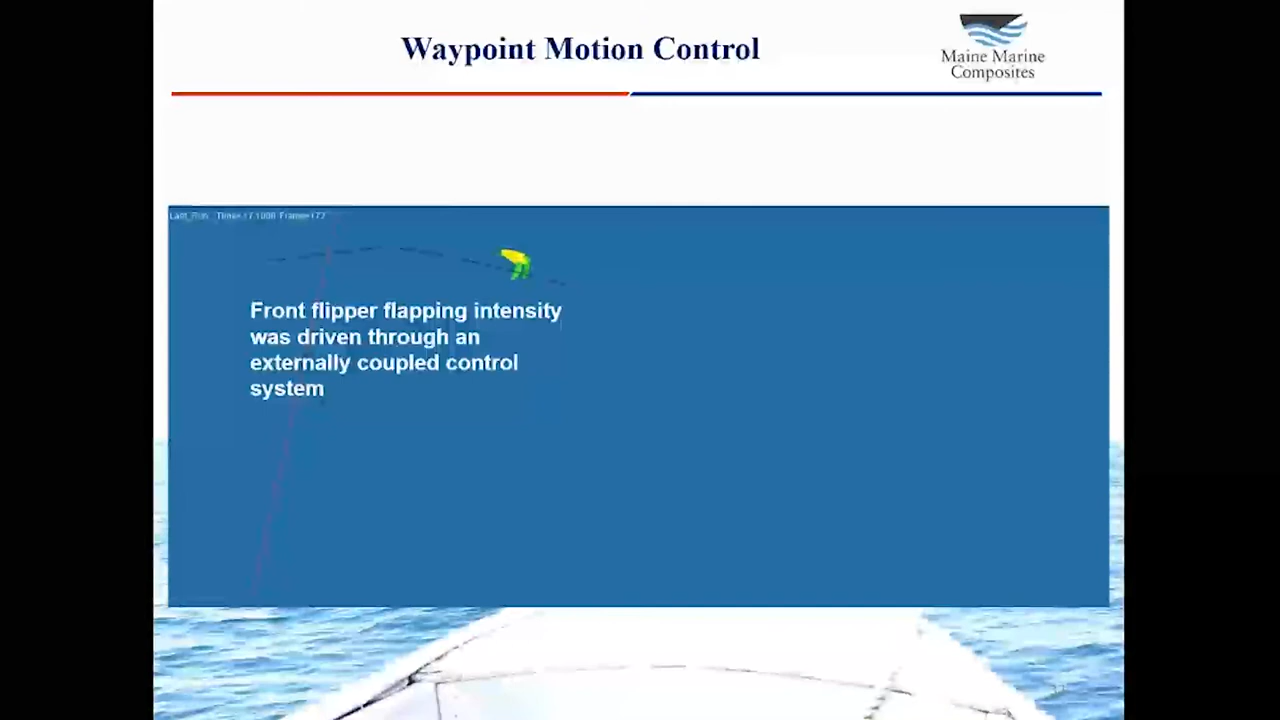 Waypoint Motion Control
Maine Marine
Composites
Front flipper flapping intensity
was driven through an
externally coupled control
system